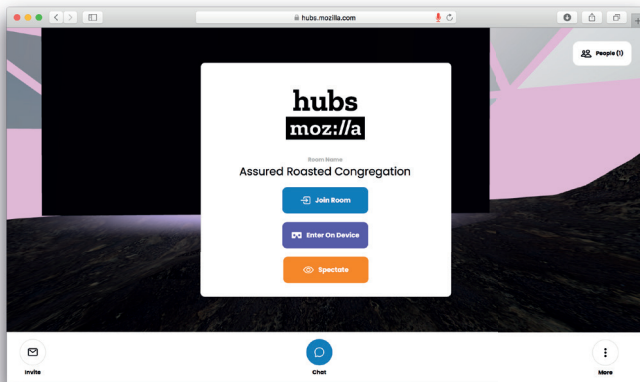 hubs.mozilla.com
People (1)
hubs
moz://a
Room Name
Assured Roasted Congregation
Join Room
Enter On Device
Spectate
Invite
Chat
More